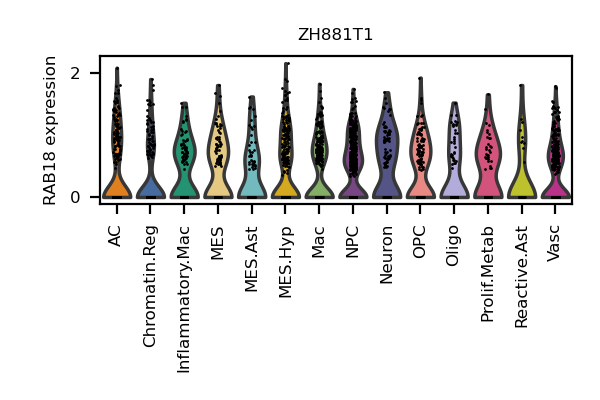 ZH881T1
RAB18 expression
2
0
AC
Chromatin.Reg
Inflammatory.Mac
MES
MES.Ast
MES.Hyp
Mac
NPC
Neuron
OPC
Oligo
Prolif.Metab
Reactive.Ast
Vasc